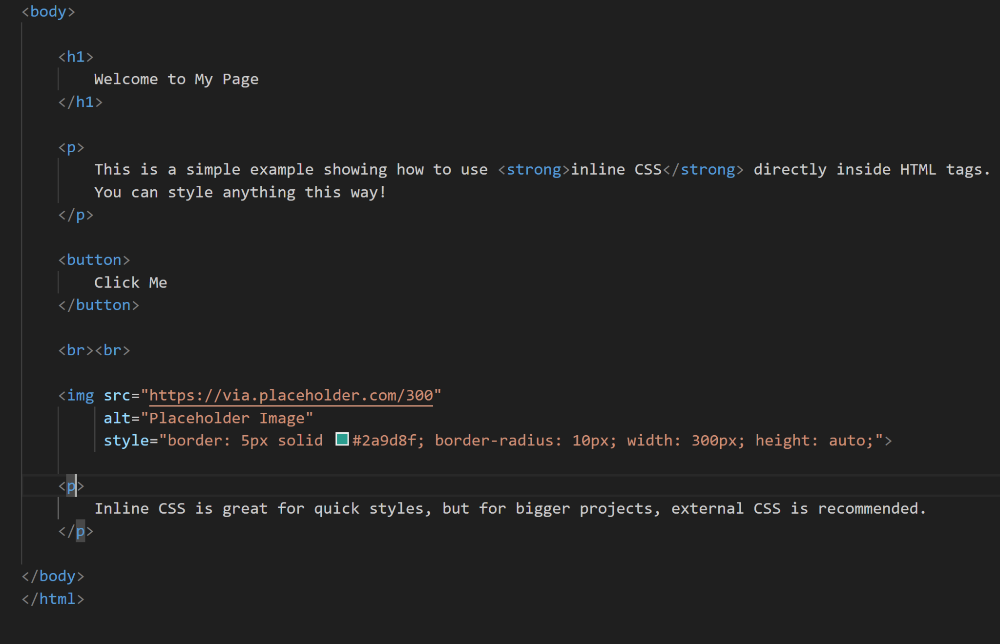 <body>
<h1>
Welcome to My Page
</h1>
<p>
This is a simple example showing how to use <strong>inline CSS</strong> directly inside HTML tags.
You can style anything this way!
</p>
<button>
Click Me
</button>
<br><br>
<img src="https://via.placeholder.com/300"
alt="Placeholder Image"
style="border: 5px solid #2a9d8f; border-radius: 10px; width: 300px; height: auto;">
<p>
Inline CSS is great for quick styles, but for bigger projects, external CSS is recommended.
</p>
</body>
</html>